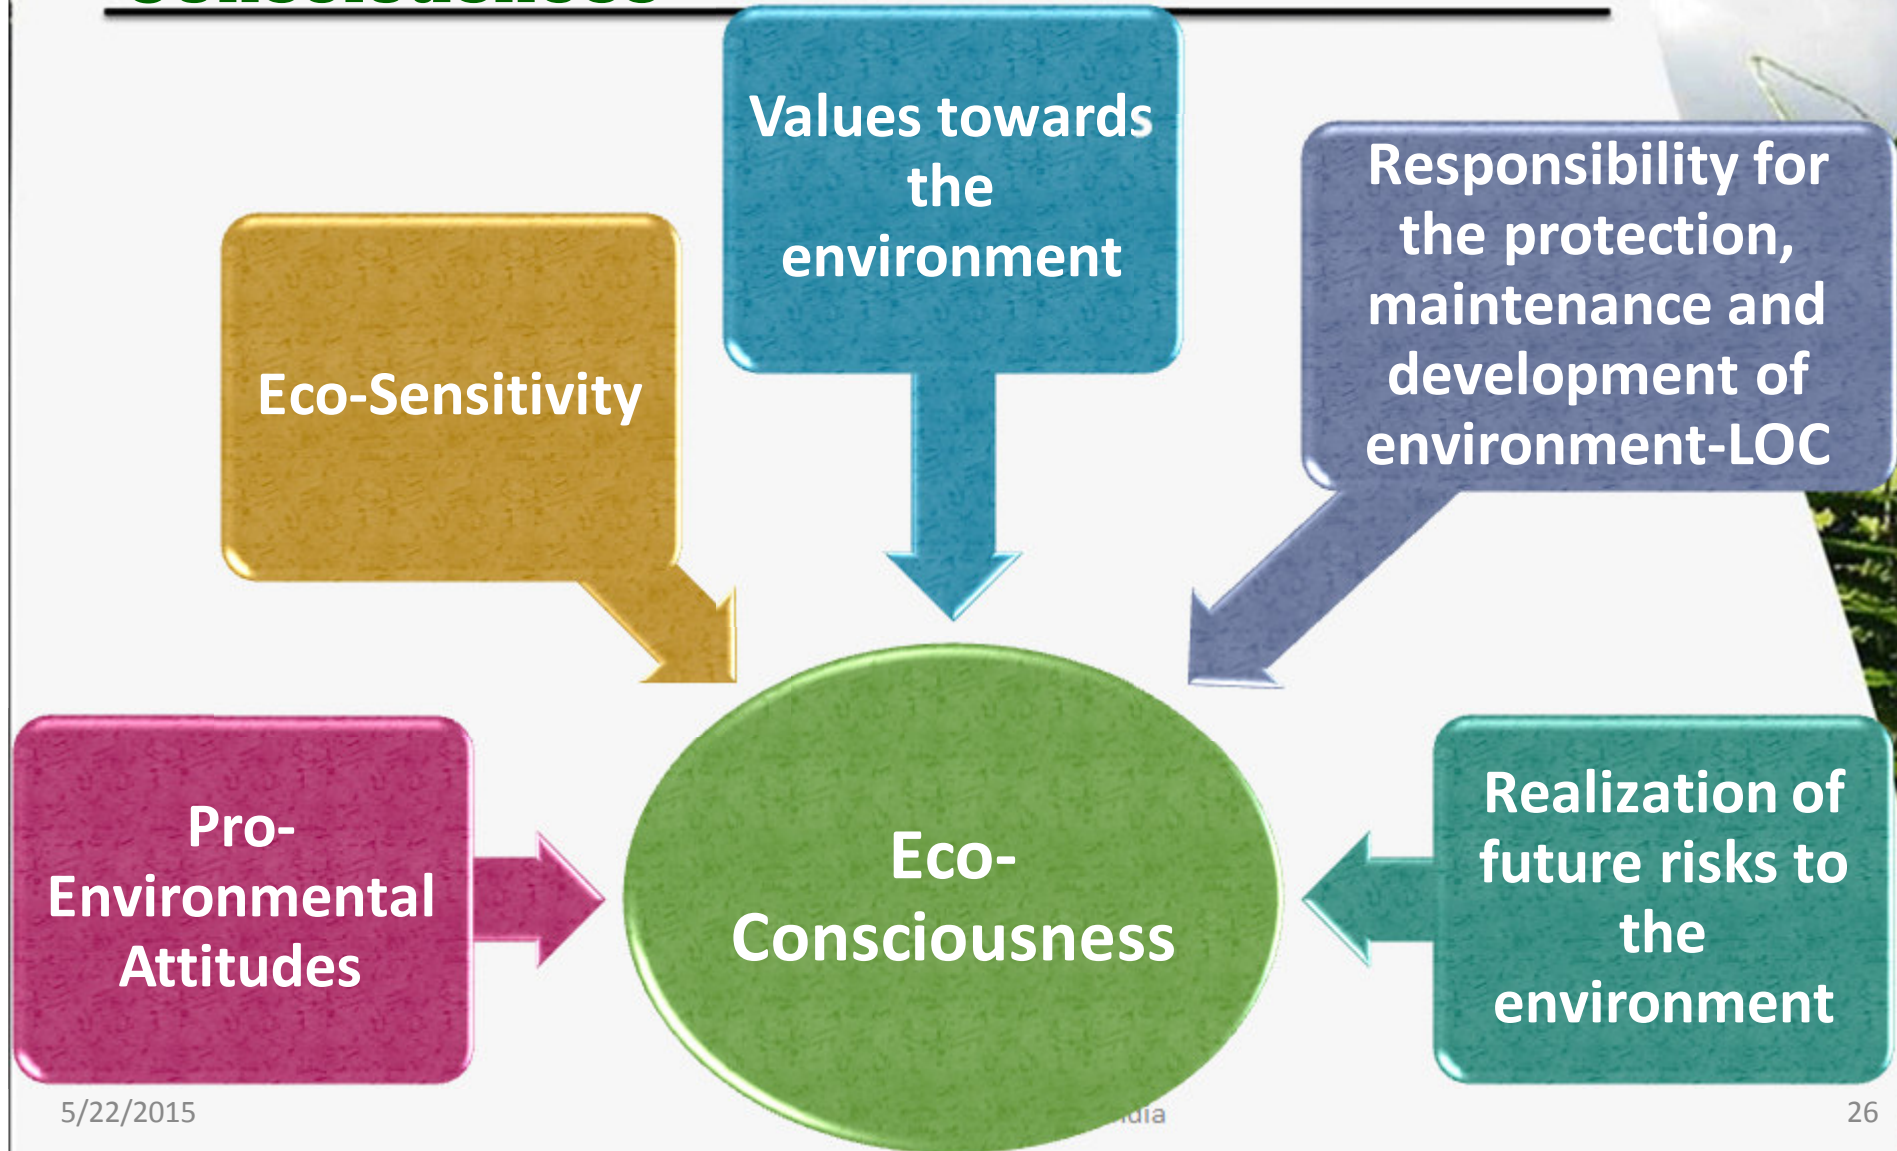 Values towards
the
environment
Responsibility for
the protection,
maintenance and
development of
environment-LOC
Eco-Sensitivity
Pro-
Environmental
Attitudes
Eco-
Consciousness
Realization of
future risks to
the
environment
5/22/2015
26